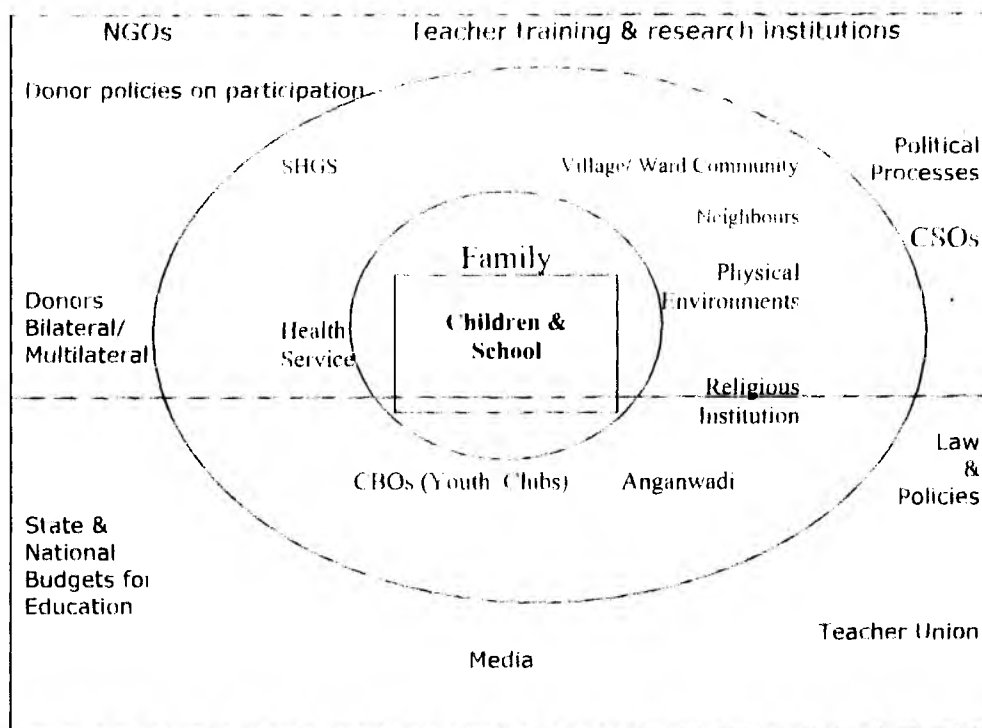 NGOs
Teacher training & research institutions
Donor policies on participation
SHGS
Village/ Ward Community
Political
Processes
Neighbours
CSOs
Family
Physical
Environments
Donors
Bilateral/
Multilateral
Health
Service
Children &
School
Religious
Institution
CBOs (Youth Clubs)
Anganwadi
Law
&
Policies
State &
National
Budgets for
Education
Teacher Union
Media